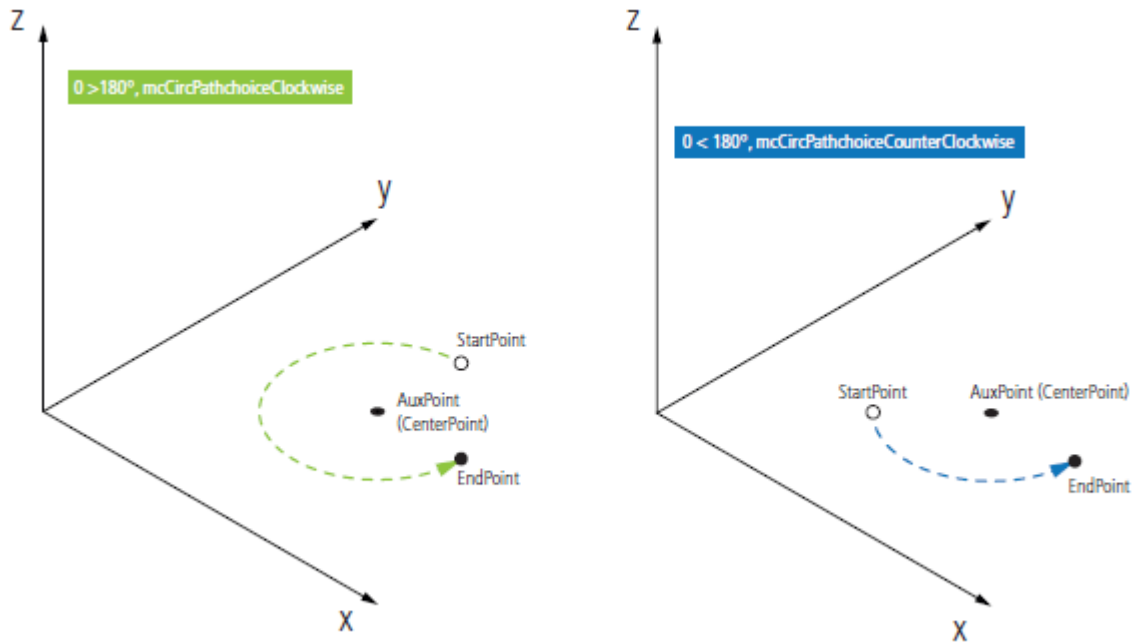 z
0 >180º, mcCircPathchoiceClockwise
y
StartPoint
AuxPoint
(CenterPoint)
EndPoint
x
z
0 < 180º, mcCircPathchoiceCounterClockwise
y
StartPoint
AuxPoint (CenterPoint)
EndPoint
x